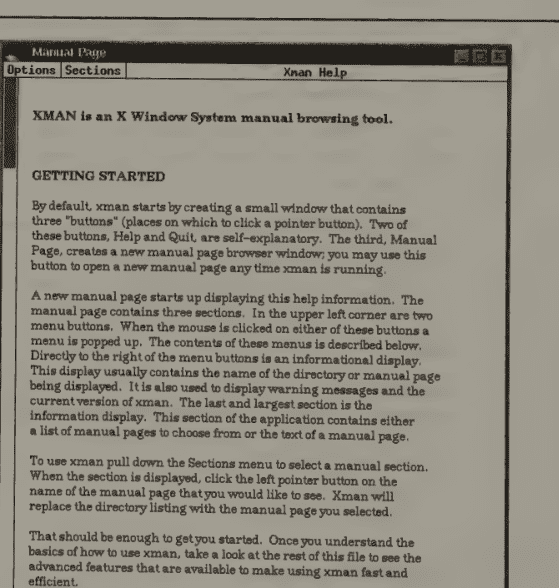 Manual Page
Options Sections Xman Help
XMAN is an X Window System manual browsing tool.
GETTING STARTED
By default, xman starts by creating a small window that contains
three "buttons" (places on which to click a pointer button). Two of
these buttons, Help and Quit, are self-explanatory. The third, Manual
Page, creates a new manual page browser window; you may use this
button to open a new manual page any time xman is running.
A new manual page starts up displaying this help information. The
manual page contains three sections. In the upper left corner are two
menu buttons. When the mouse is clicked on either of these buttons a
menu is popped up. The contents of these menus is described below.
Directly to the right of the menu buttons is an informational display.
This display usually contains the name of the directory or manual page
being displayed. It is also used to display warning messages and the
current version of xman. The last and largest section is the
information display. This section of the application contains either
a list of manual pages to choose from or the text of a manual page.
To use xman pull down the Sections menu to select a manual section.
When the section is displayed, click the left pointer button on the
name of the manual page that you would like to see. Xman will
replace the directory listing with the manual page you selected.
That should be enough to get you started. Once you understand the
basics of how to use xman, take a look at the rest of this file to see the
advanced features that are available to make using xman fast and
efficient.